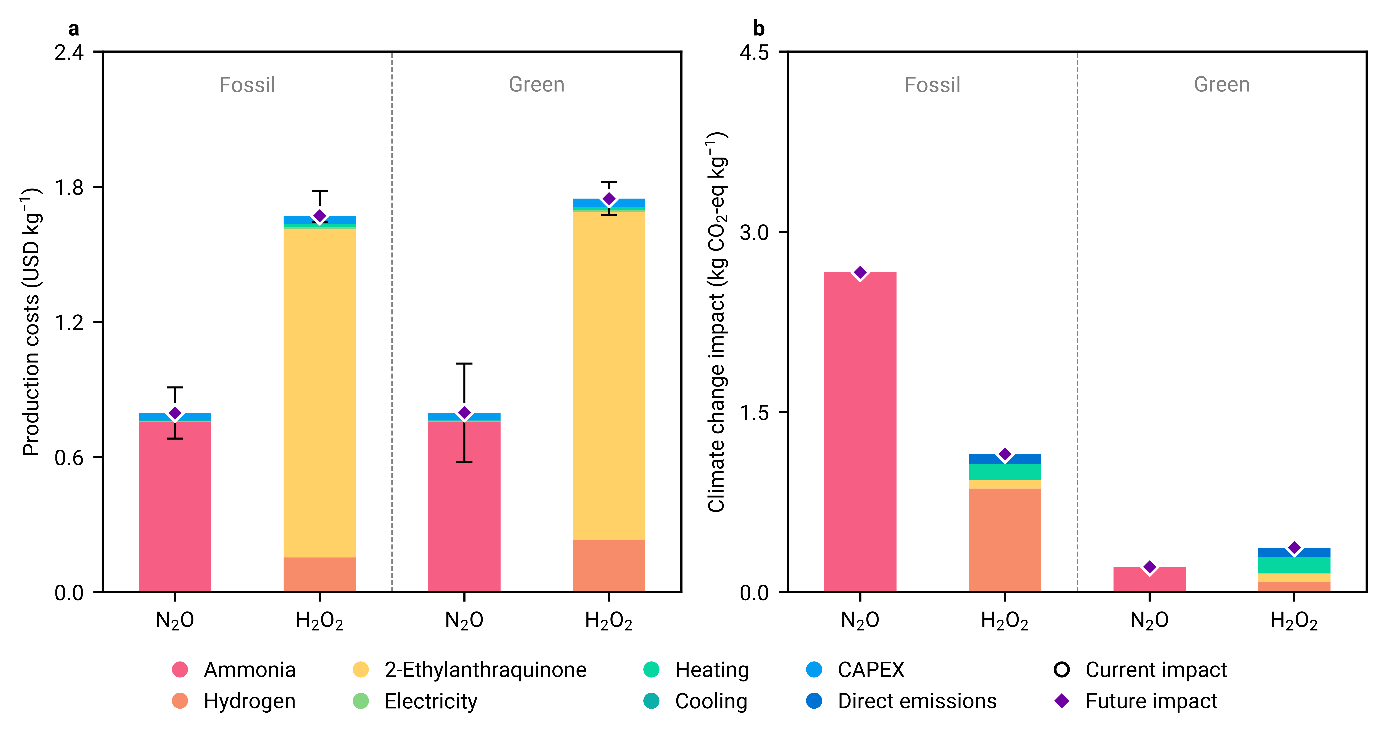 a
Production costs (USD kg⁻¹)
2.4
1.8
1.2
0.6
0.0
Fossil
Green
N₂O
H₂O₂
N₂O
H₂O₂
b
Climate change impact (kg CO₂-eq kg⁻¹)
4.5
3.0
1.5
0.0
Fossil
Green
N₂O
H₂O₂
N₂O
H₂O₂
Ammonia
2-Ethylanthraquinone
Heating
CAPEX
Current impact
Hydrogen
Electricity
Cooling
Direct emissions
Future impact